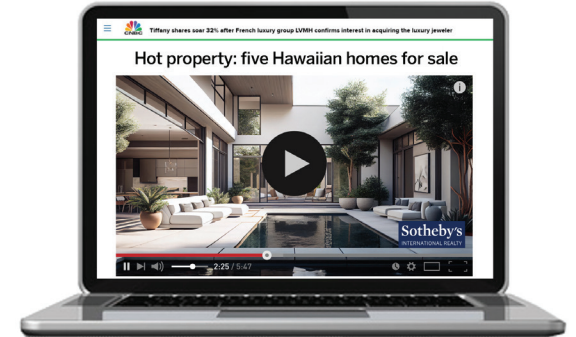 CNBC
Tiffany shares soar 32% after French luxury group LVMH confirms interest in acquiring the luxury jeweler
Hot property: five Hawaiian homes for sale
i
Sotheby's
INTERNATIONAL REALTY
2:25 / 5:47